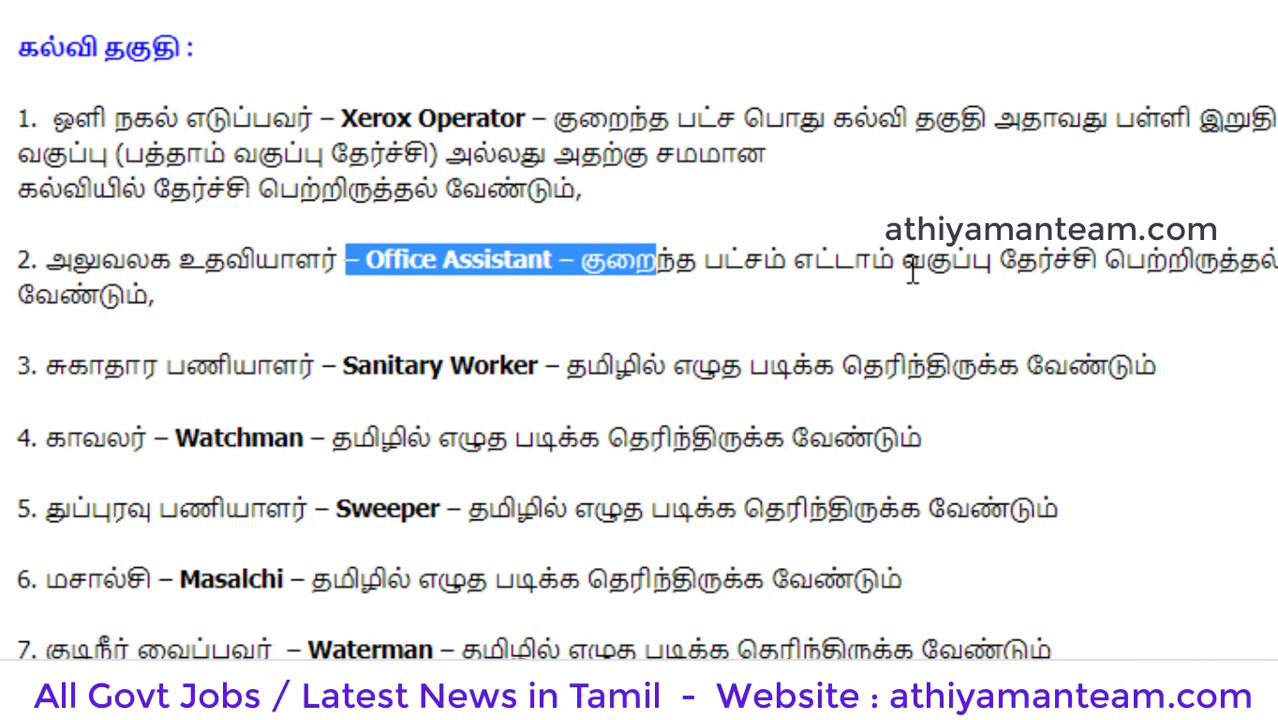 கல்வி தகுதி :
1. ஒளி நகல் எடுப்பவர் – Xerox Operator – குறைந்த பட்ச பொது கல்வி தகுதி அதாவது பள்ளி இறுதி
வகுப்பு (பத்தாம் வகுப்பு தேர்ச்சி) அல்லது அதற்கு சமமான
கல்வியில் தேர்ச்சி பெற்றிருத்தல் வேண்டும்,
athiyamanteam.com
2. அலுவலக உதவியாளர் – Office Assistant – குறைந்த பட்சம் எட்டாம் வகுப்பு தேர்ச்சி பெற்றிருத்தல்
வேண்டும்,
3. சுகாதார பணியாளர் – Sanitary Worker – தமிழில் எழுத படிக்க தெரிந்திருக்க வேண்டும்
4. காவலர் – Watchman – தமிழில் எழுத படிக்க தெரிந்திருக்க வேண்டும்
5. துப்புரவு பணியாளர் – Sweeper – தமிழில் எழுத படிக்க தெரிந்திருக்க வேண்டும்
6. மசால்சி – Masalchi – தமிழில் எழுத படிக்க தெரிந்திருக்க வேண்டும்
7. குடிநீர் வைப்பவர் – Waterman – தமிழில் எழுத படிக்க தெரிந்திருக்க வேண்டும்
All Govt Jobs / Latest News in Tamil - Website : athiyamanteam.com